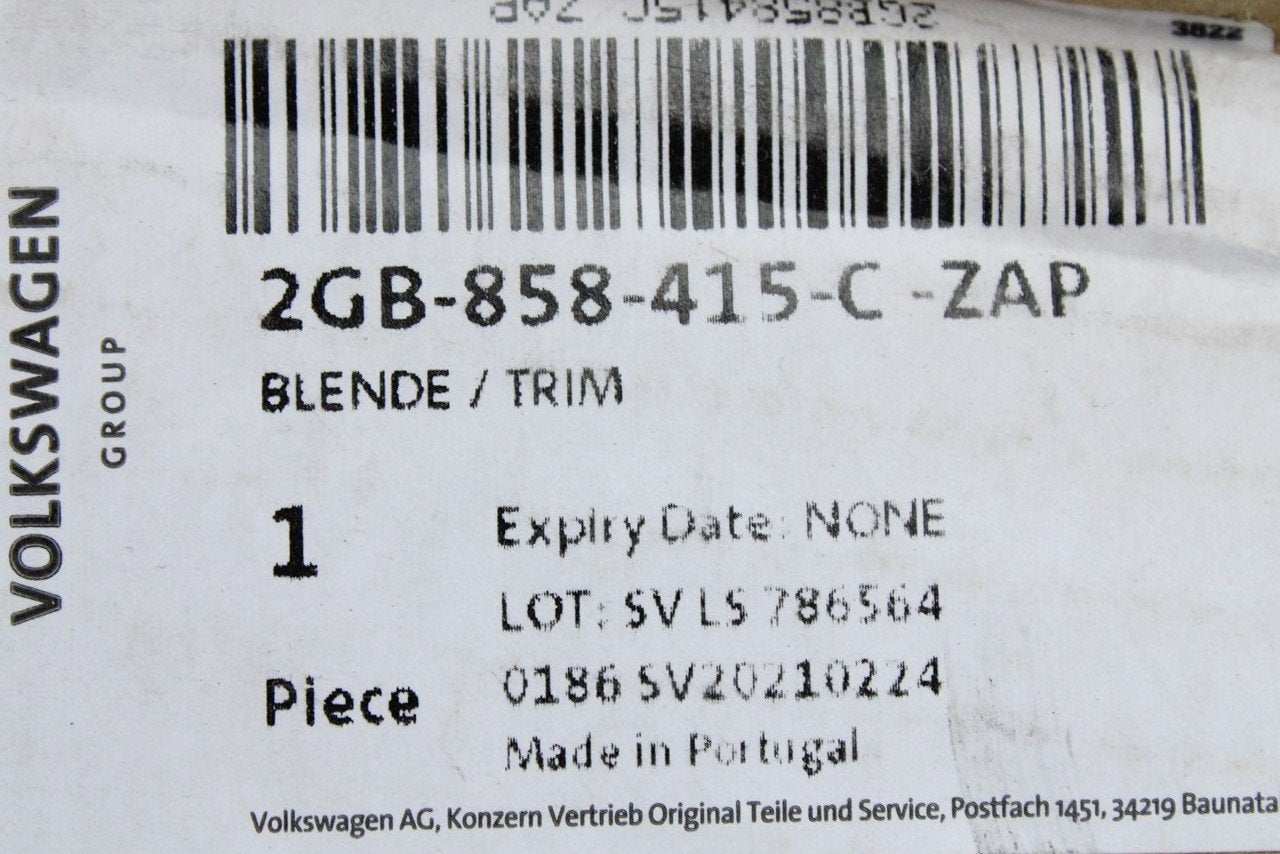 2GB858415C ZAP
3822
VOLKSWAGEN
GROUP
2GB-858-415-C -ZAP
BLENDE / TRIM
1
Piece
Expiry Date: NONE
LOT: SV LS 786564
0186 SV20210224
Made in Portugal
Volkswagen AG, Konzern Vertrieb Original Teile und Service, Postfach 1451, 34219 Baunata